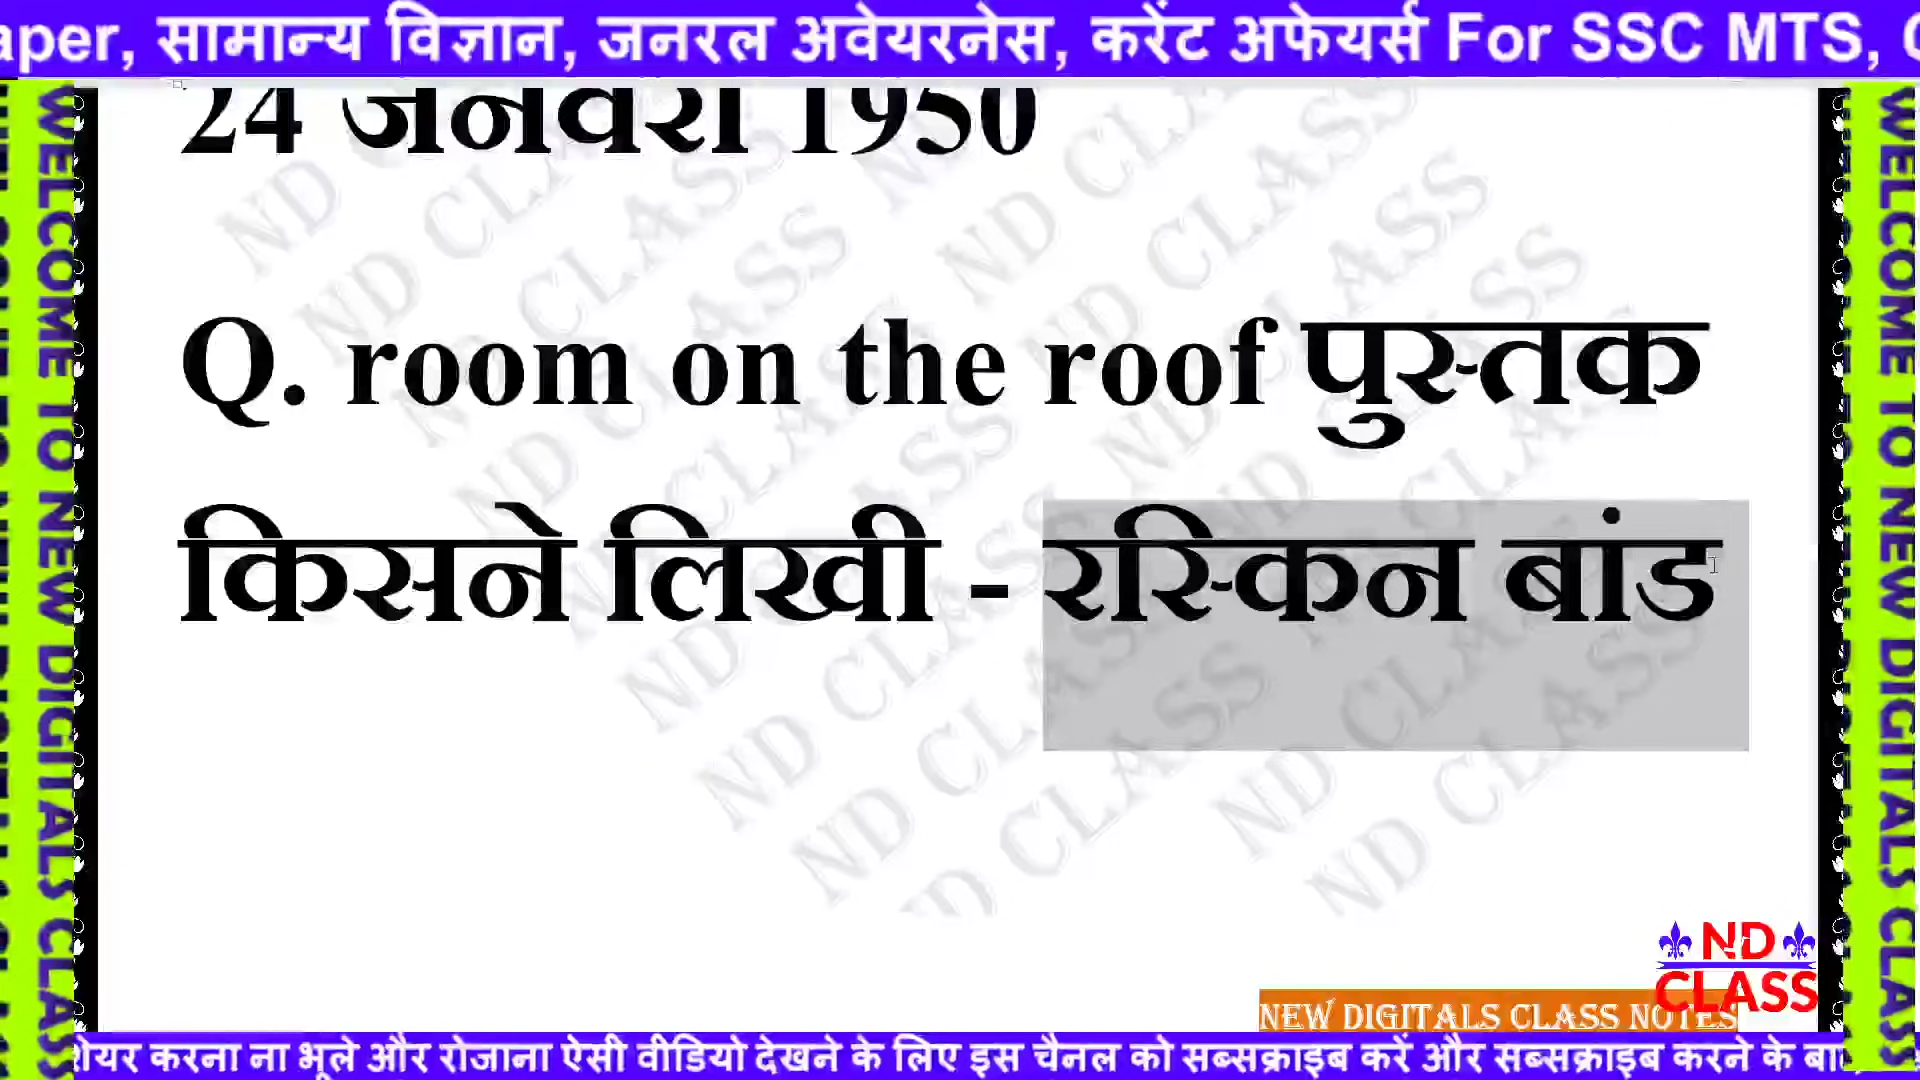 सामान्य विज्ञान, जनरल अवेयरनेस, करेंट अफेयर्स For SSC MTS,
24 जनवरी 1950
Q. room on the roof पुस्तक
किसने लिखी - रस्किन बांड
ND
CLASS
NEW DIGITALS CLASS NOTES
शेयर करना ना भूले और रोजाना ऐसी वीडियो देखने के लिए इस चैनल को सब्सक्राइब करें और सब्सक्राइब करने के
WELCOME TO NEW DIGITALS CLASS
WELCOME TO NEW DIGITALS CLASS